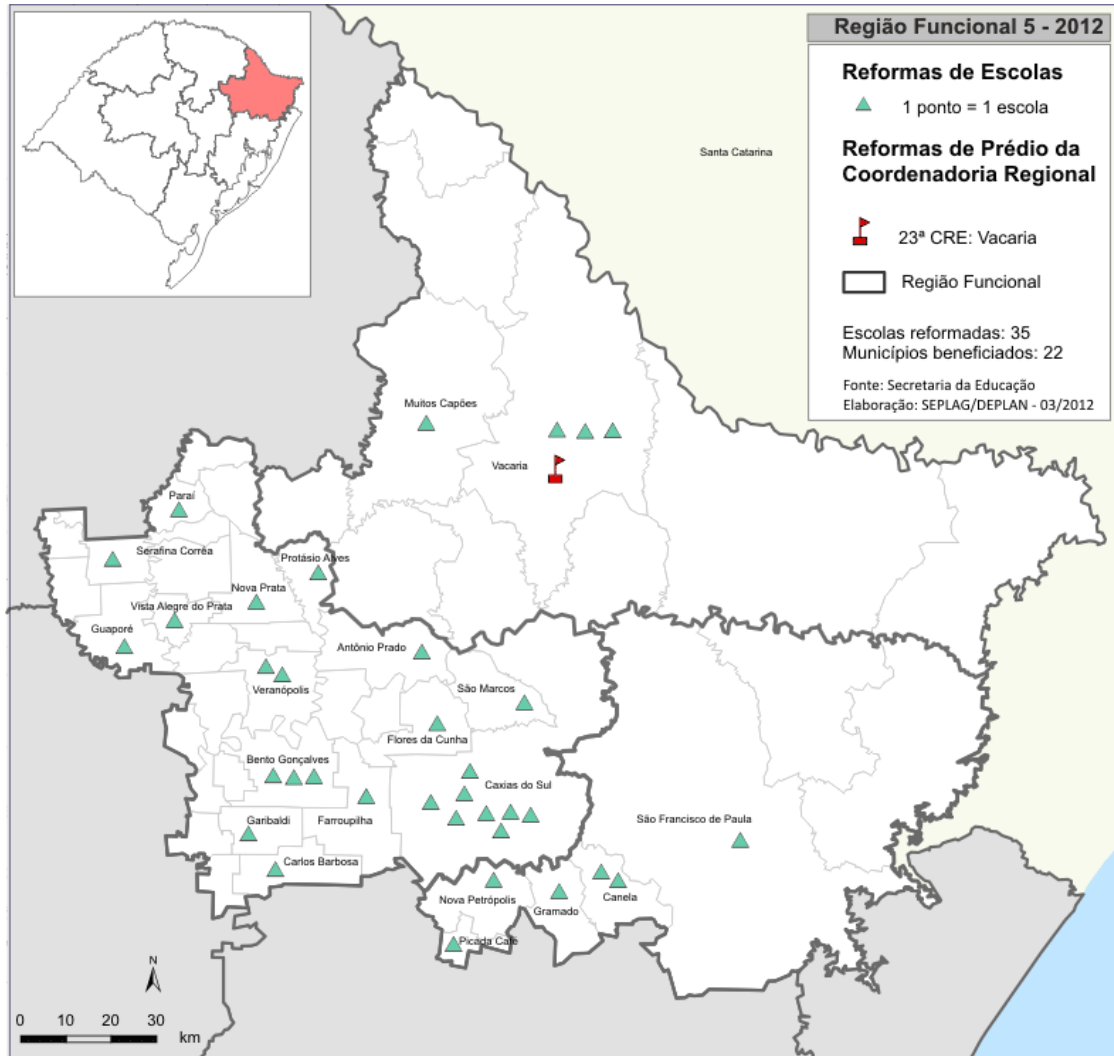 Região Funcional 5 - 2012
Reformas de Escolas
1 ponto = 1 escola
Reformas de Prédio da
Coordenadoria Regional
23ª CRE: Vacaria
Região Funcional
Escolas reformadas: 35
Municípios beneficiados: 22
Fonte: Secretaria da Educação
Elaboração: SEPLAG/DEPLAN - 03/2012
Santa Catarina
Muitos Capões
Vacaria
Paraí
Serafina Corrêa
Protásio Alves
Nova Prata
Vista Alegre do Prata
Guaporé
Antônio Prado
Veranópolis
São Marcos
Flores da Cunha
Bento Gonçalves
Caxias do Sul
Garibaldi
Farroupilha
São Francisco de Paula
Carlos Barbosa
Nova Petrópolis
Gramado
Canela
Picada Café
N
0 10 20 30
km